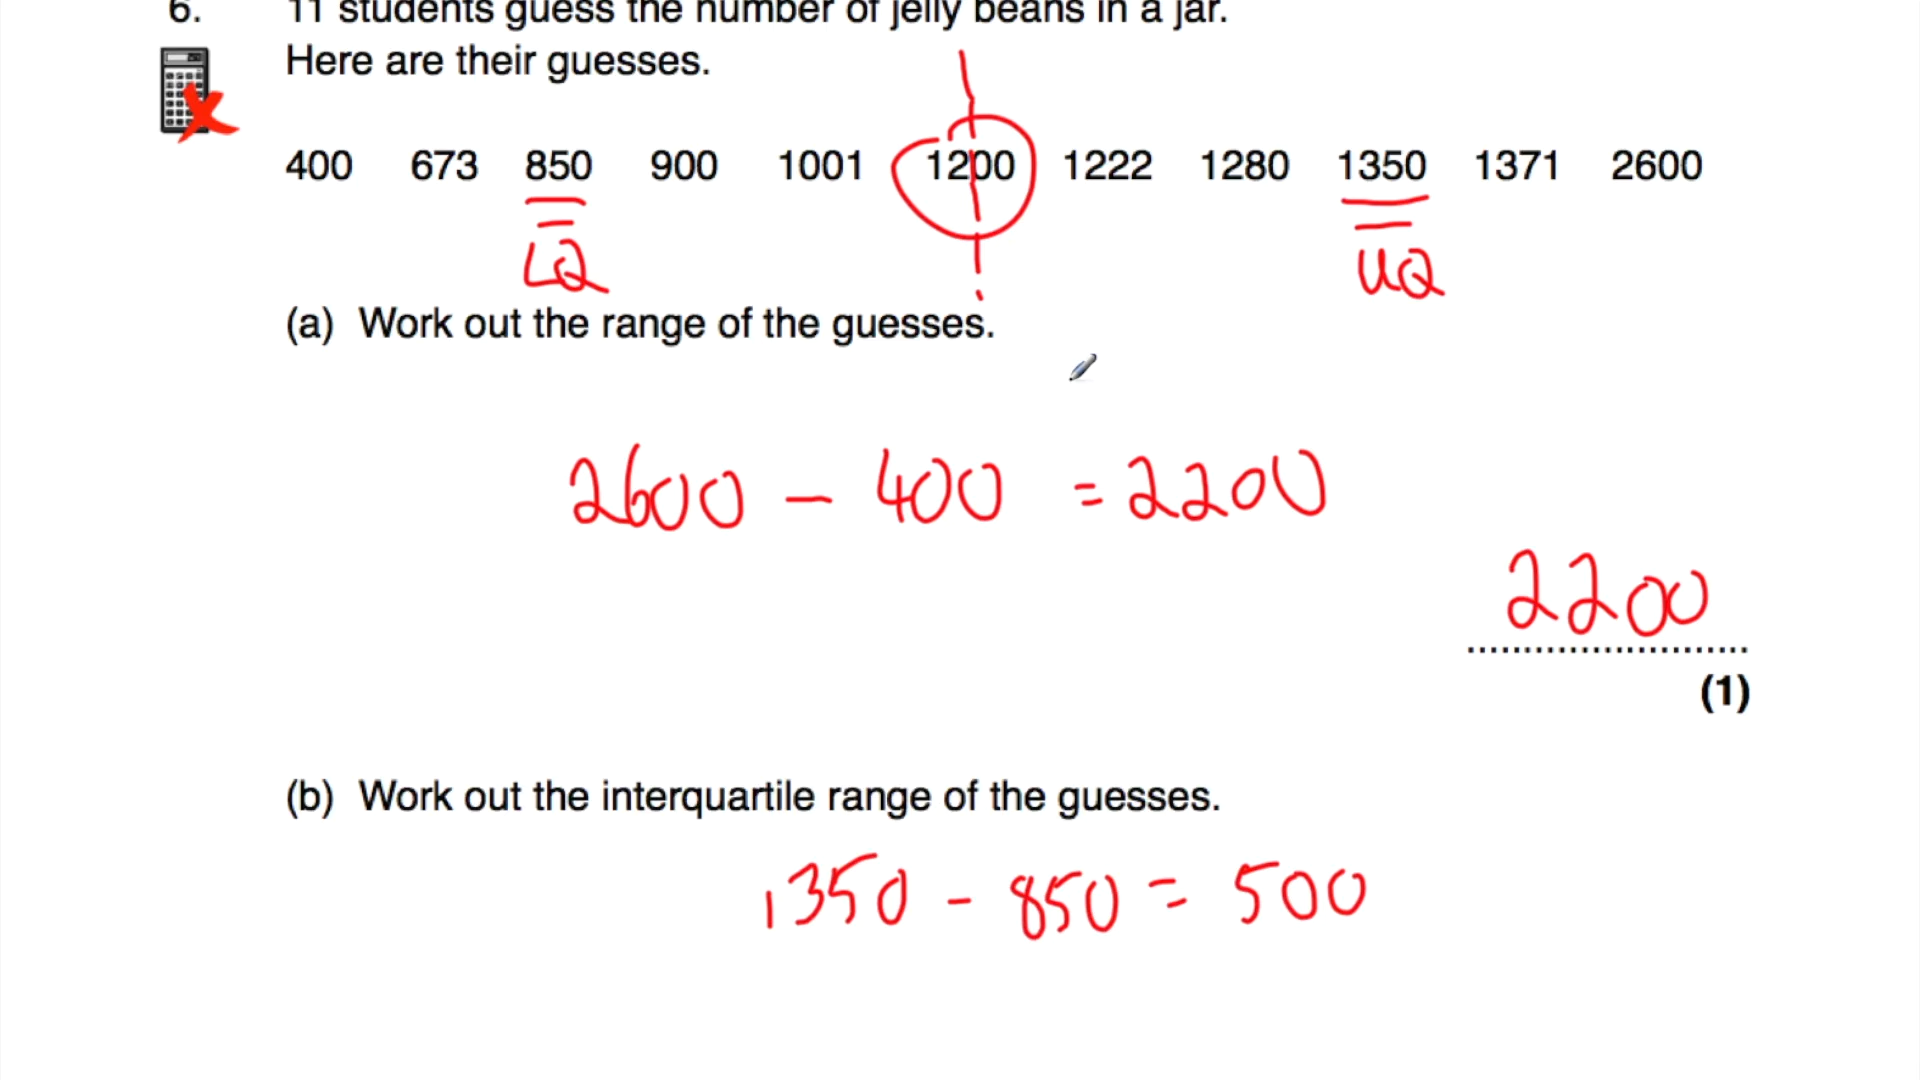 6. 11 students guess the number of jelly beans in a jar.
Here are their guesses.
400 673 850 900 1001 1200 1222 1280 1350 1371 2600
LQ UQ
(a) Work out the range of the guesses.
2600 - 400 = 2200
2200
(1)
(b) Work out the interquartile range of the guesses.
1350 - 850 = 500